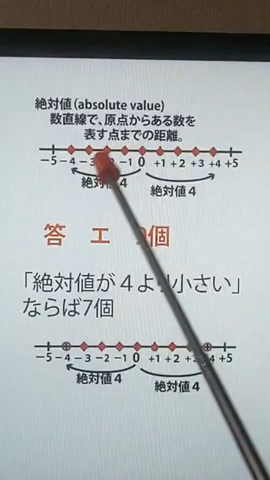 絶対値(absolute value)
数直線で、原点からある数を
表す点までの距離。
−5 −4 −3 −1 0 +1 +2 +3 +4 +5
絶対値4 絶対値4
答 エ 個
「絶対値が4より小さい」
ならば7個
−5 −4 −3 −2 −1 0 +1 +2 +3 +5
絶対値4 絶対値4